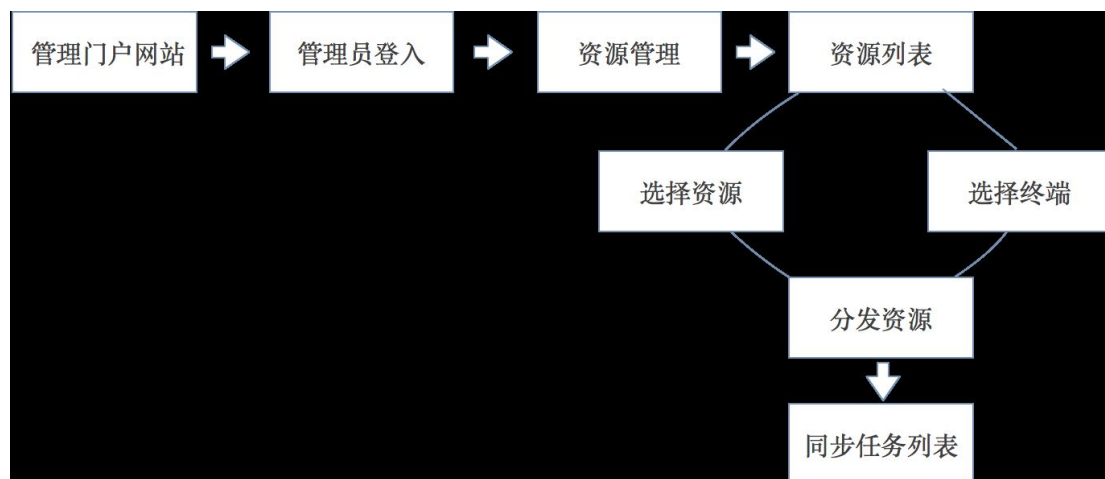 管理门户网站
管理员登入
资源管理
资源列表
选择资源
选择终端
分发资源
同步任务列表